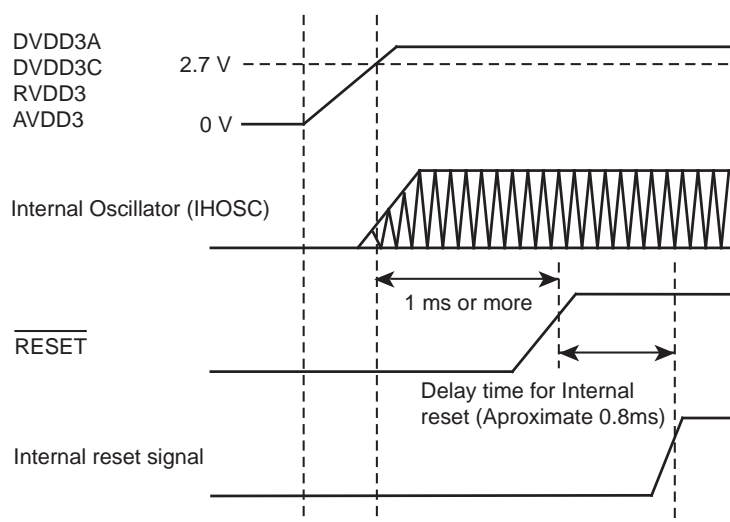 DVDD3A
DVDD3C
RVDD3
AVDD3
2.7 V
0 V
Internal Oscillator (IHOSC)
1 ms or more
RESET
Delay time for Internal
reset (Aproximate 0.8ms)
Internal reset signal